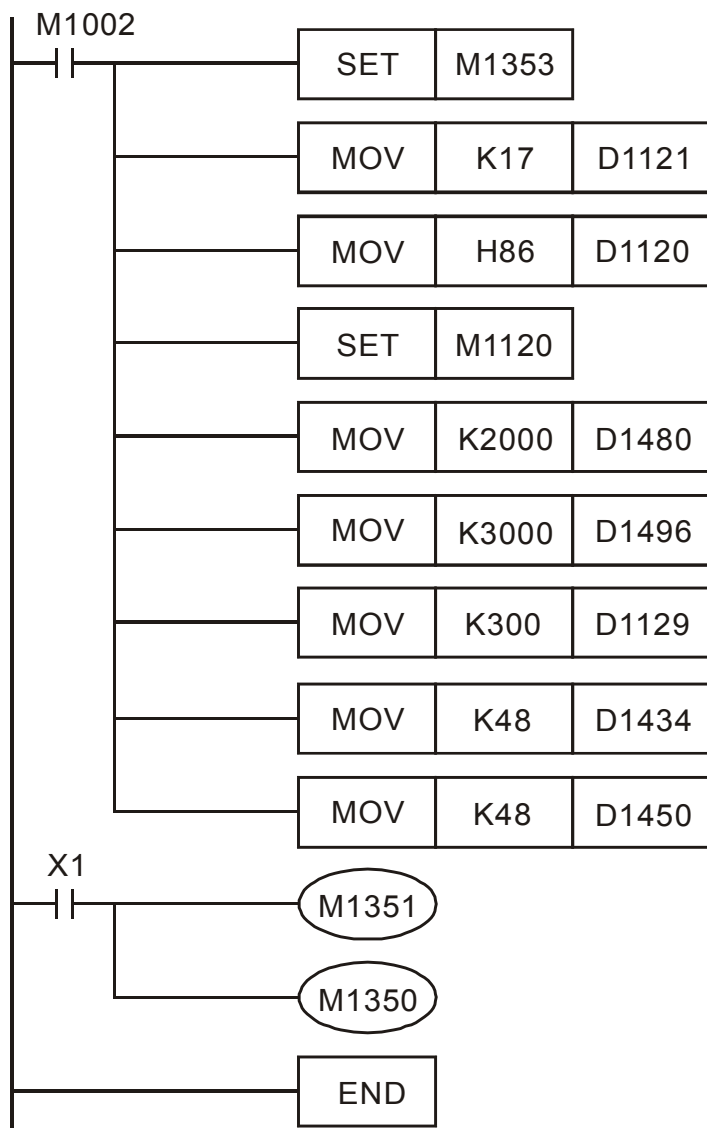 M1002
SET M1353
MOV K17 D1121
MOV H86 D1120
SET M1120
MOV K2000 D1480
MOV K3000 D1496
MOV K300 D1129
MOV K48 D1434
MOV K48 D1450
X1
M1351
M1350
END